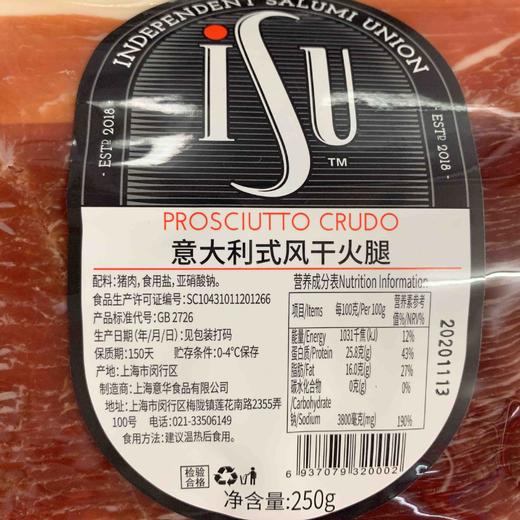 INDEPENDENT SALUMI UNION
iSU
TM
· ESTD 2018 ·
· ESTD 2018 ·
PROSCIUTTO CRUDO
意大利式风干火腿
配料：猪肉，食用盐，亚硝酸钠。
食品生产许可证编号：SC10431011201266
产品标准代号：GB 2726
生产日期（年/月/日）：见包装打码
保质期：150天 贮存条件：0-4℃保存
产地：上海市闵行区
制造商：上海意华食品有限公司
地址：上海市闵行区梅陇镇莲花南路2355弄
100号 电话：021-33506149
食用方法：建议温热后食用。
营养成分表Nutrition Information
项目/Items 每100克/Per 100g 营养素参考值%/NRV%
能量/Energy 1031千焦(kJ) 12%
蛋白质/Protein 25.8克(g) 43%
脂肪/Fat 16.0克(g) 27%
碳水化合物/Carbohydrate 0克(g) 0%
钠/Sodium 3800毫克(mg) 190%
20201113
检验
合格
6 937079 320002
净含量:250g